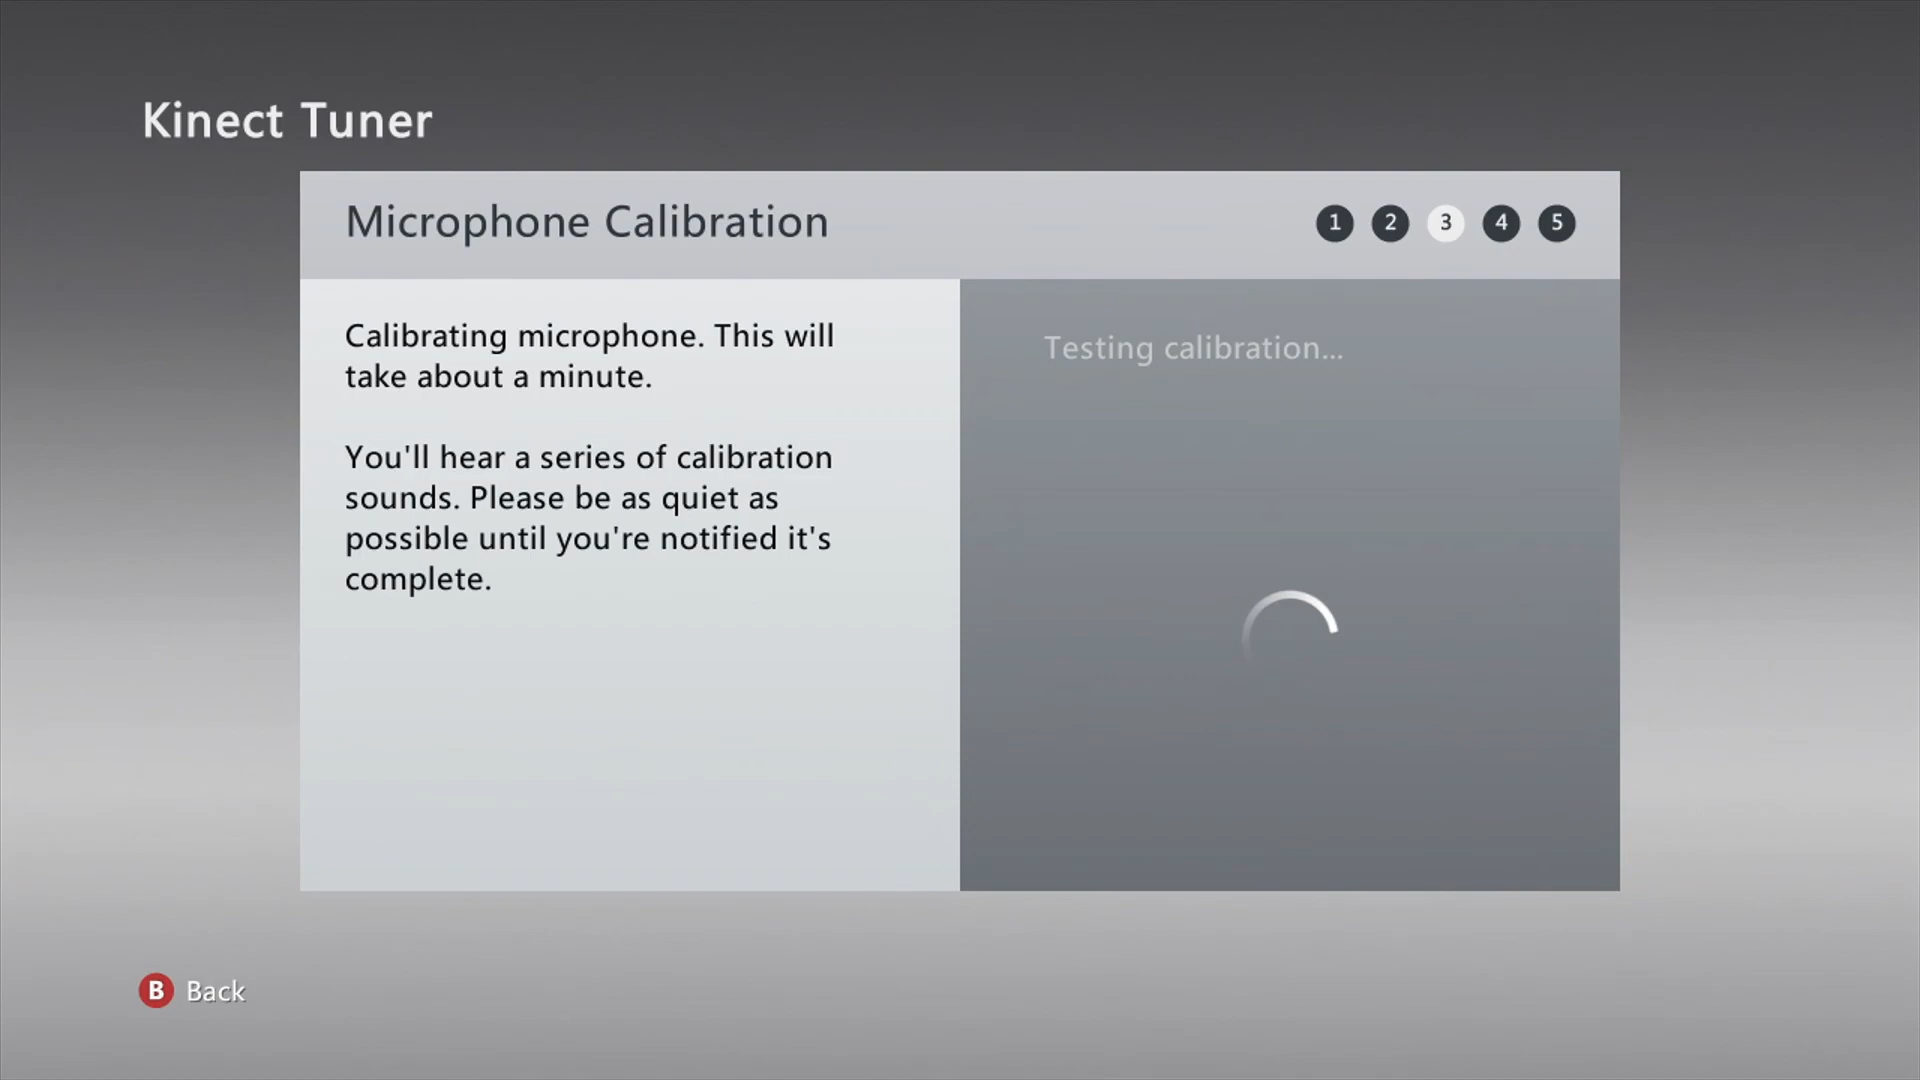 Kinect Tuner
Microphone Calibration
1 2 3 4 5
Calibrating microphone. This will
take about a minute.
You'll hear a series of calibration
sounds. Please be as quiet as
possible until you're notified it's
complete.
Testing calibration...
B Back